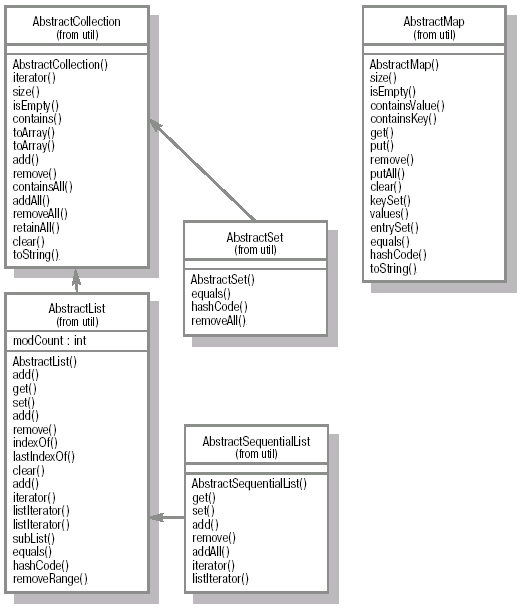 AbstractCollection
(from util)
AbstractCollection()
iterator()
size()
isEmpty()
contains()
toArray()
toArray()
add()
remove()
containsAll()
addAll()
removeAll()
retainAll()
clear()
toString()
AbstractMap
(from util)
AbstractMap()
size()
isEmpty()
containsValue()
containsKey()
get()
put()
remove()
putAll()
clear()
keySet()
values()
entrySet()
equals()
hashCode()
toString()
AbstractSet
(from util)
AbstractSet()
equals()
hashCode()
removeAll()
AbstractList
(from util)
modCount : int
AbstractList()
add()
get()
set()
add()
remove()
indexOf()
lastIndexOf()
clear()
add()
iterator()
listIterator()
listIterator()
subList()
equals()
hashCode()
removeRange()
AbstractSequentialList
(from util)
AbstractSequentialList()
get()
set()
add()
remove()
addAll()
iterator()
listIterator()